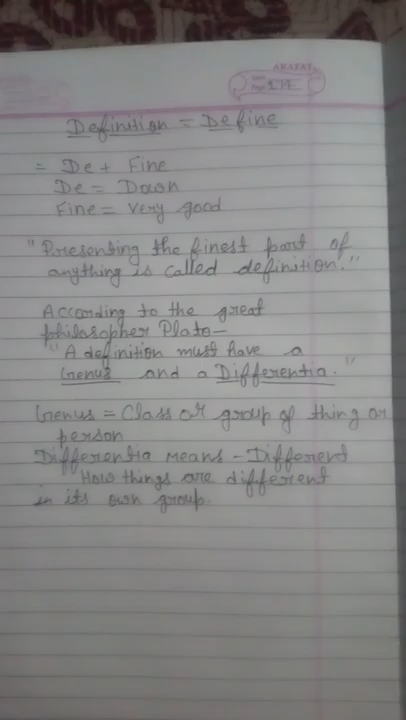 ARAFAT
Page
Definition = Define
= De + Fine
De = Down
Fine = Very good
"Presenting the finest part of
anything is called definition."
According to the great
philosopher Plato—
"A definition must have a
Genus and a Differentia."
Genus = Class or group of thing or
person
Differentia means - Different
How things are different
in its own group.